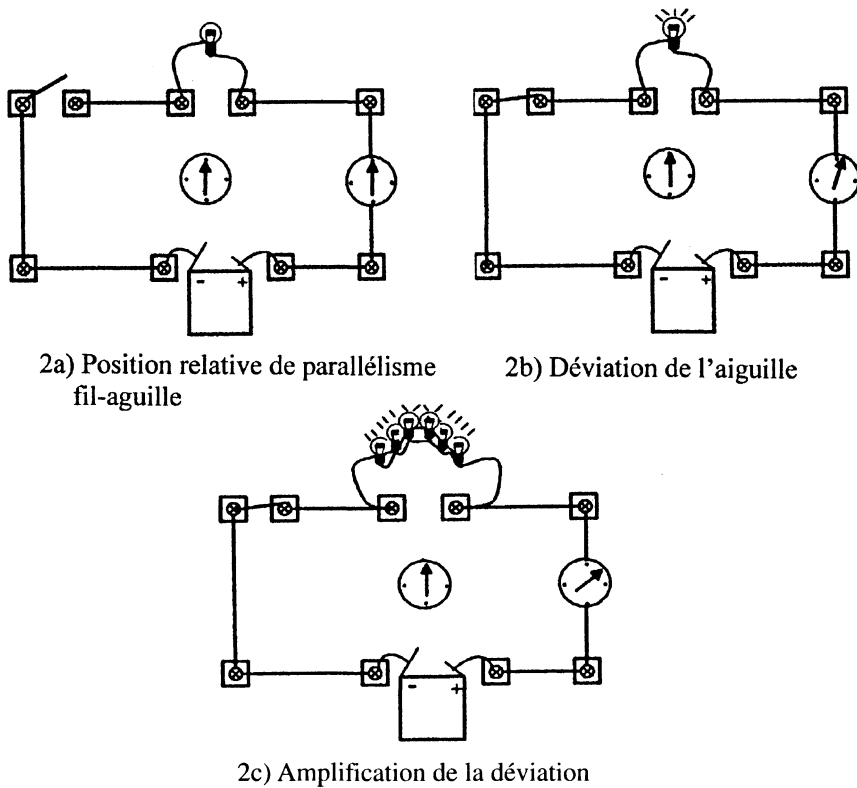 - +
- +
2a) Position relative de parallélisme
fil-aguille
2b) Déviation de l'aiguille
- +
2c) Amplification de la déviation